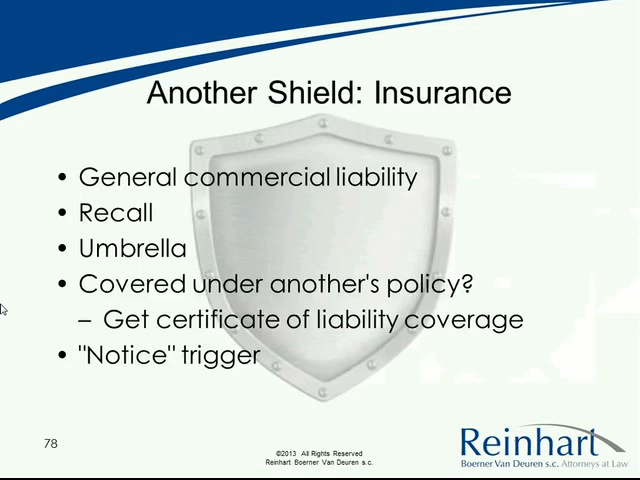 Another Shield: Insurance
• General commercial liability
• Recall
• Umbrella
• Covered under another's policy?
– Get certificate of liability coverage
• "Notice" trigger
78
©2013 All Rights Reserved
Reinhart Boerner Van Deuren s.c.
Reinhart
Boerner Van Deuren s.c. Attorneys at Law